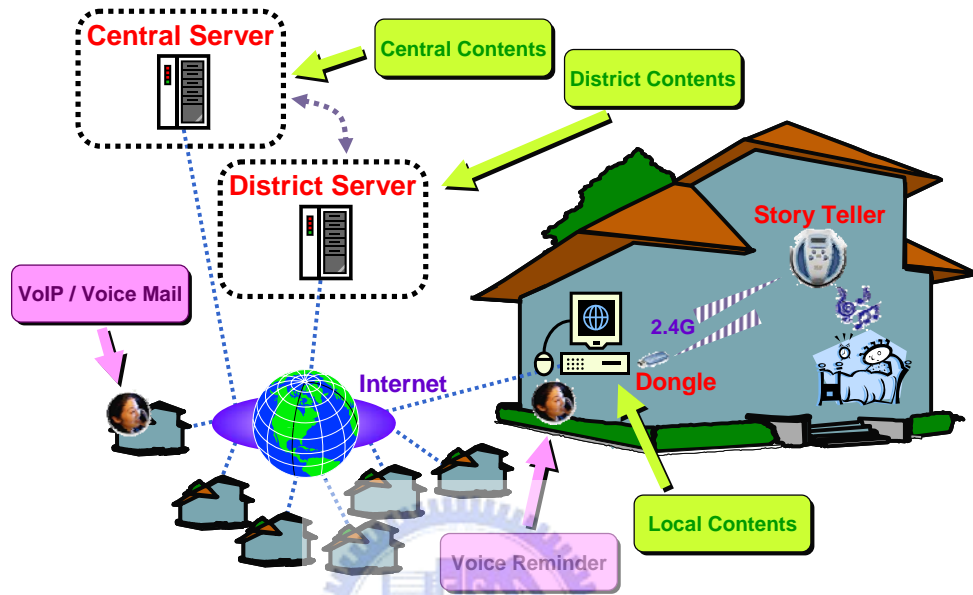 Central Server
Central Contents
District Contents
District Server
Story Teller
VoIP / Voice Mail
2.4G
Internet
Dongle
Local Contents
Voice Reminder